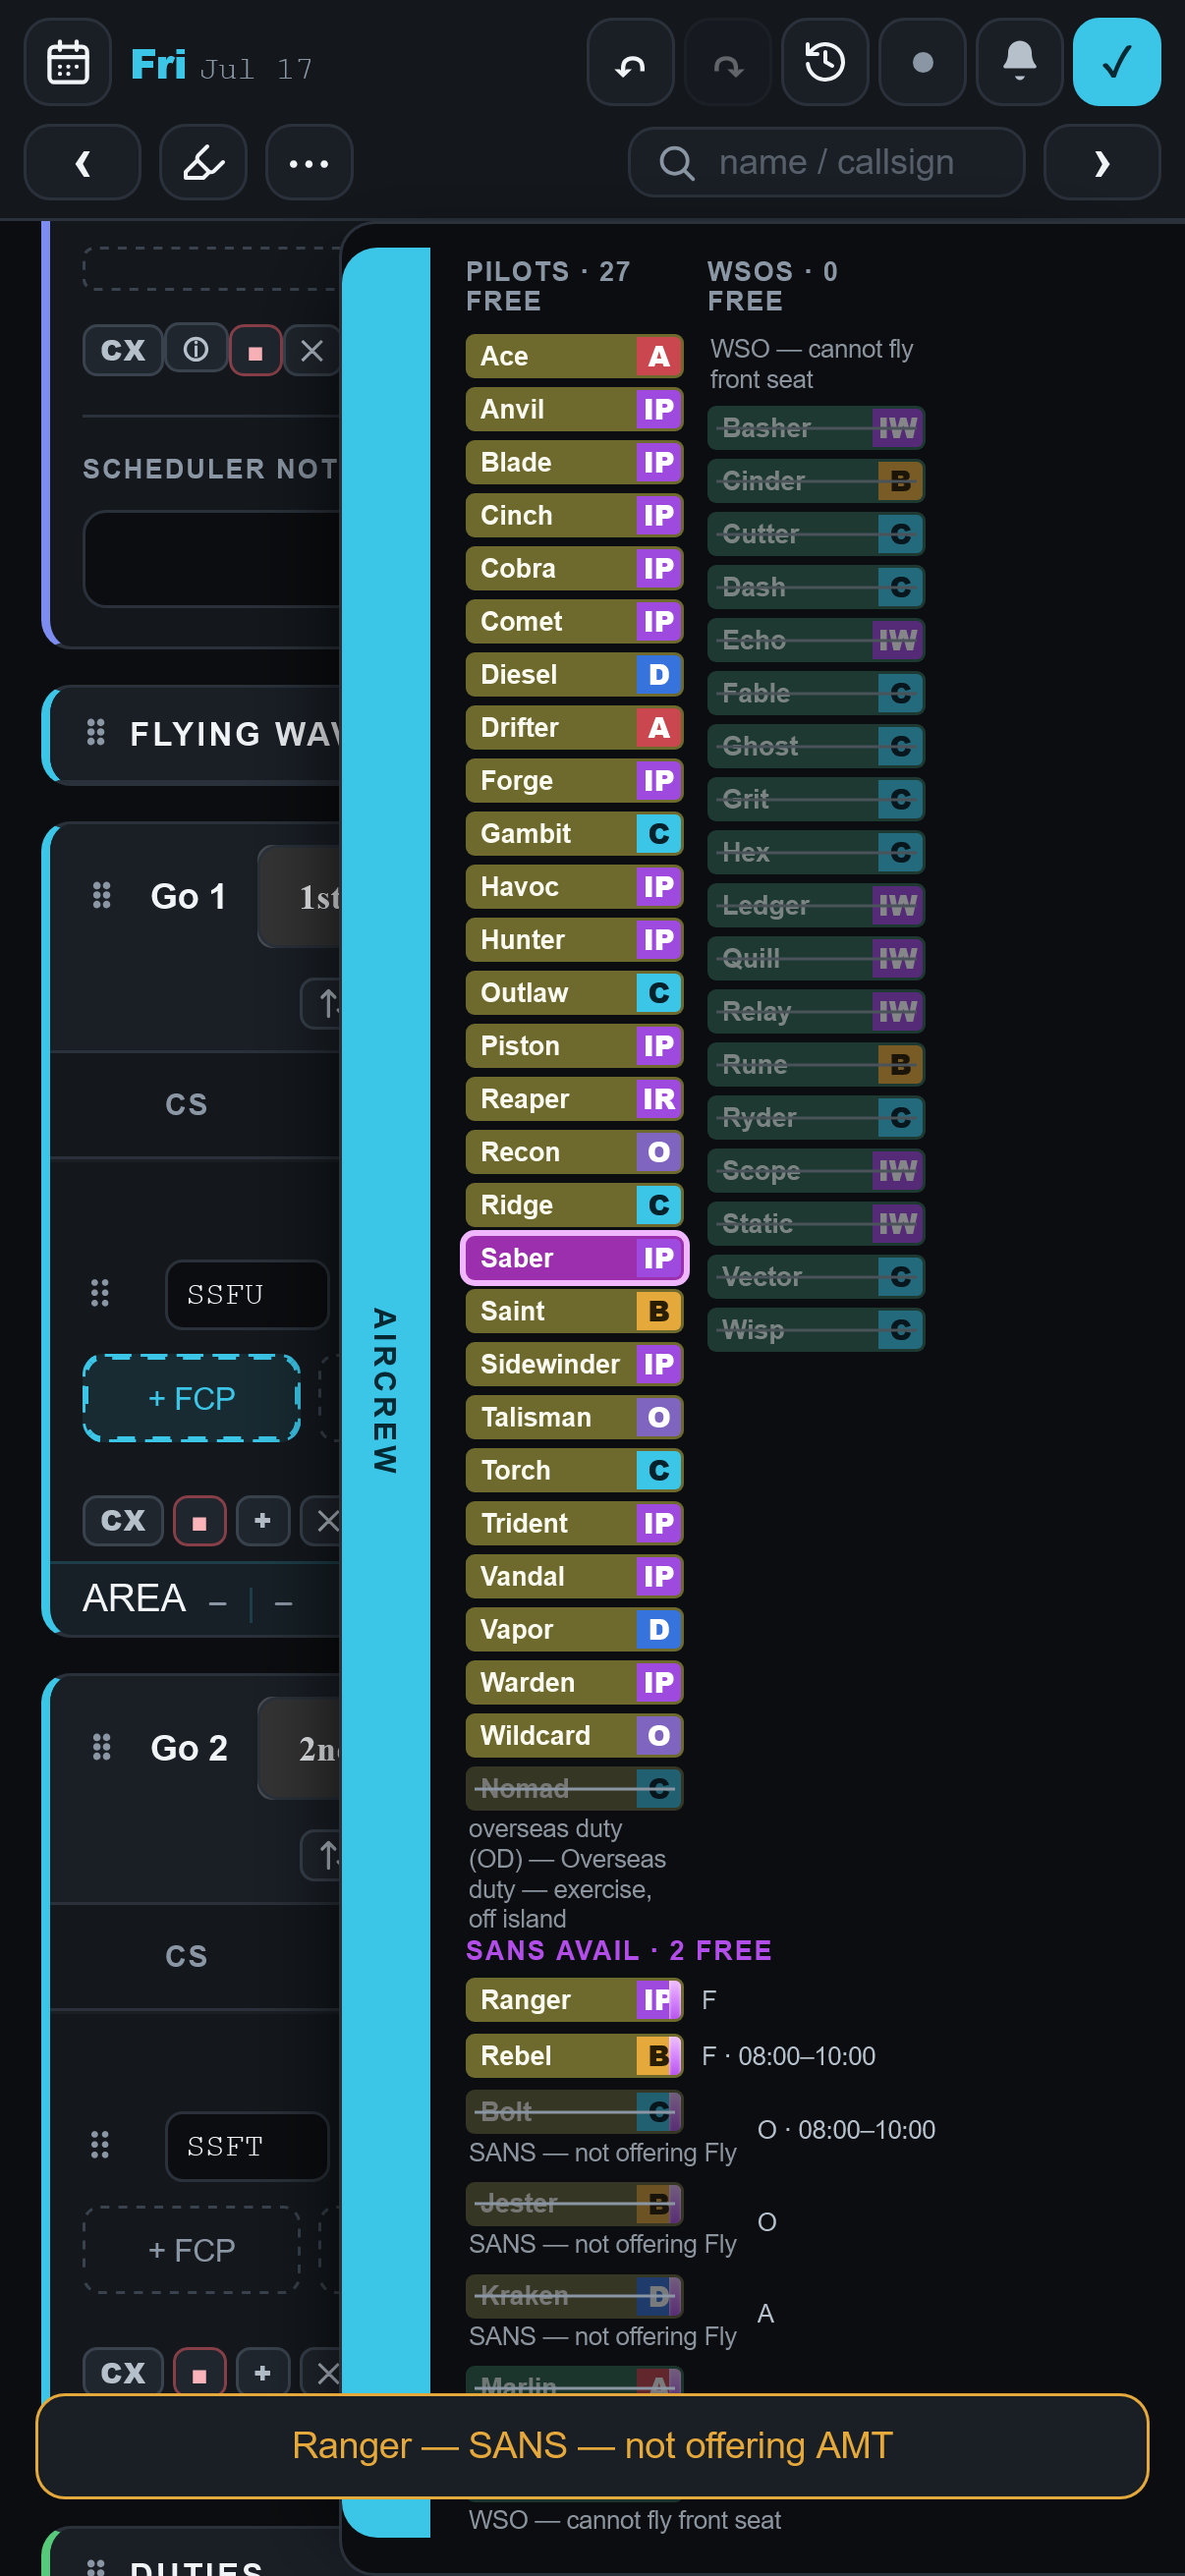 Fri Jul 17
name / callsign
CX
SCHEDULER NOT
FLYING WAV
Go 1
1st
CS
SSFU
+ FCP
CX
+
AREA – | –
Go 2
2n
CS
SSFT
+ FCP
CX
+
DUTIES
AIRCREW
PILOTS · 27
FREE
Ace A
Anvil IP
Blade IP
Cinch IP
Cobra IP
Comet IP
Diesel D
Drifter A
Forge IP
Gambit C
Havoc IP
Hunter IP
Outlaw C
Piston IP
Reaper IR
Recon O
Ridge C
Saber IP
Saint B
Sidewinder IP
Talisman O
Torch C
Trident IP
Vandal IP
Vapor D
Warden IP
Wildcard O
Nomad C
overseas duty
(OD) — Overseas
duty — exercise,
off island
WSOS · 0
FREE
WSO — cannot fly
front seat
Basher IW
Cinder B
Cutter C
Dash C
Echo IW
Fable C
Ghost C
Grit C
Hex C
Ledger IW
Quill IW
Relay IW
Rune B
Ryder C
Scope IW
Static IW
Vector C
Wisp C
SANS AVAIL · 2 FREE
Ranger IP F
Rebel B F · 08:00–10:00
Bolt C O · 08:00–10:00
SANS — not offering Fly
Jester B O
SANS — not offering Fly
Kraken D A
SANS — not offering Fly
Marlin A
Ranger — SANS — not offering AMT
WSO — cannot fly front seat